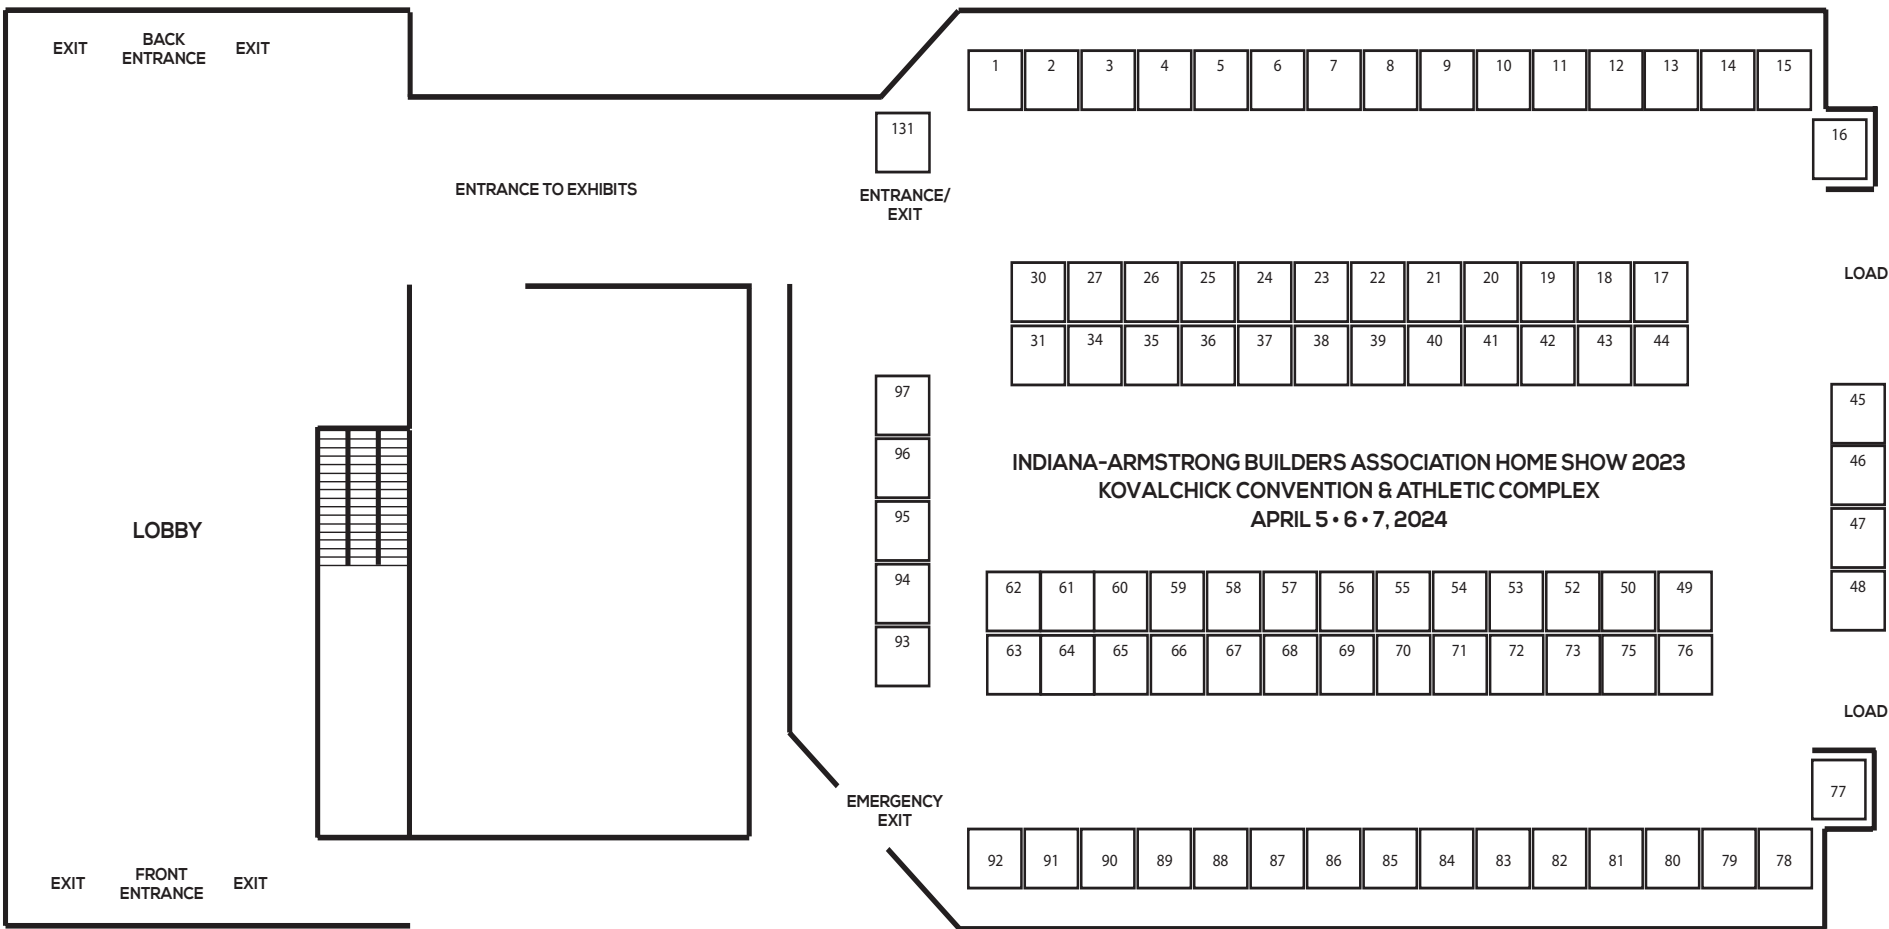 EXIT
BACK
ENTRANCE
EXIT
1 2 3 4 5 6 7 8 9 10 11 12 13 14 15
131
16
ENTRANCE TO EXHIBITS
ENTRANCE/
EXIT
LOAD
30 27 26 25 24 23 22 21 20 19 18 17
31 34 35 36 37 38 39 40 41 42 43 44
97
96
95
94
93
45
46
47
48
INDIANA-ARMSTRONG BUILDERS ASSOCIATION HOME SHOW 2023
KOVALCHICK CONVENTION & ATHLETIC COMPLEX
APRIL 5 • 6 • 7, 2024
LOBBY
62 61 60 59 58 57 56 55 54 53 52 50 49
63 64 65 66 67 68 69 70 71 72 73 75 76
LOAD
77
EMERGENCY
EXIT
92 91 90 89 88 87 86 85 84 83 82 81 80 79 78
EXIT
FRONT
ENTRANCE
EXIT